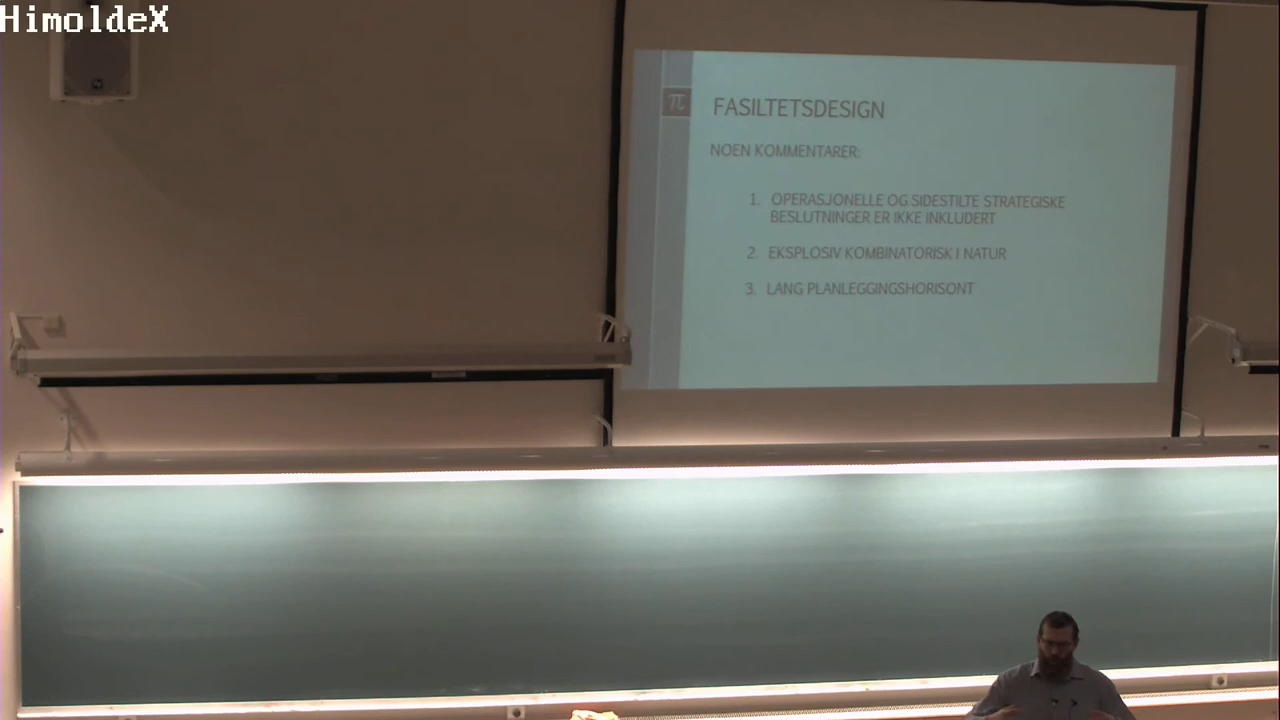 HimoldeX
π
FASILTETSDESIGN
NOEN KOMMENTARER:
1. OPERASJONELLE OG SIDESTILTE STRATEGISKE
BESLUTNINGER ER IKKE INKLUDERT
2. EKSPLOSIV KOMBINATORISK I NATUR
3. LANG PLANLEGGINGSHORISONT